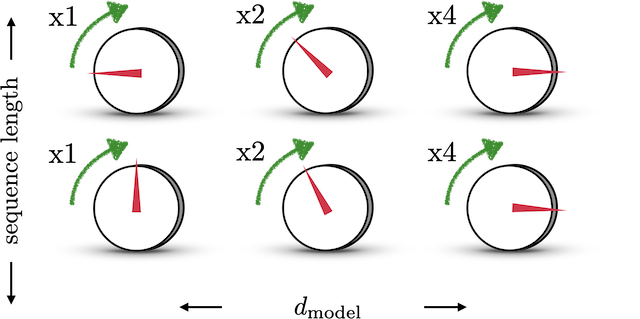 x1 x2 x4
sequence length
x1 x2 x4
d_model